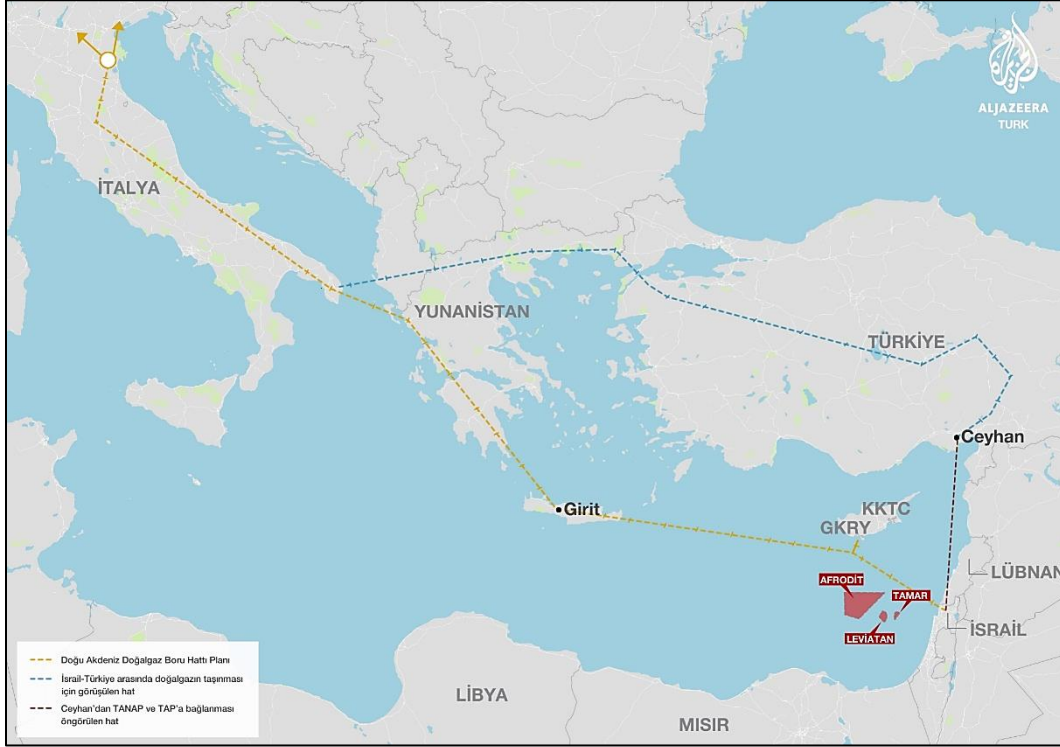 ALJAZEERA
TURK
İTALYA
YUNANİSTAN
TÜRKİYE
Ceyhan
Girit
KKTC
GKRY
LÜBNAN
AFRODİT
TAMAR
LEVİATAN
İSRAİL
LİBYA
MISIR
Doğu Akdeniz Doğalgaz Boru Hattı Planı
İsrail-Türkiye arasında doğalgazın taşınması
için görüşülen hat
Ceyhan'dan TANAP ve TAP'a bağlanması
öngörülen hat